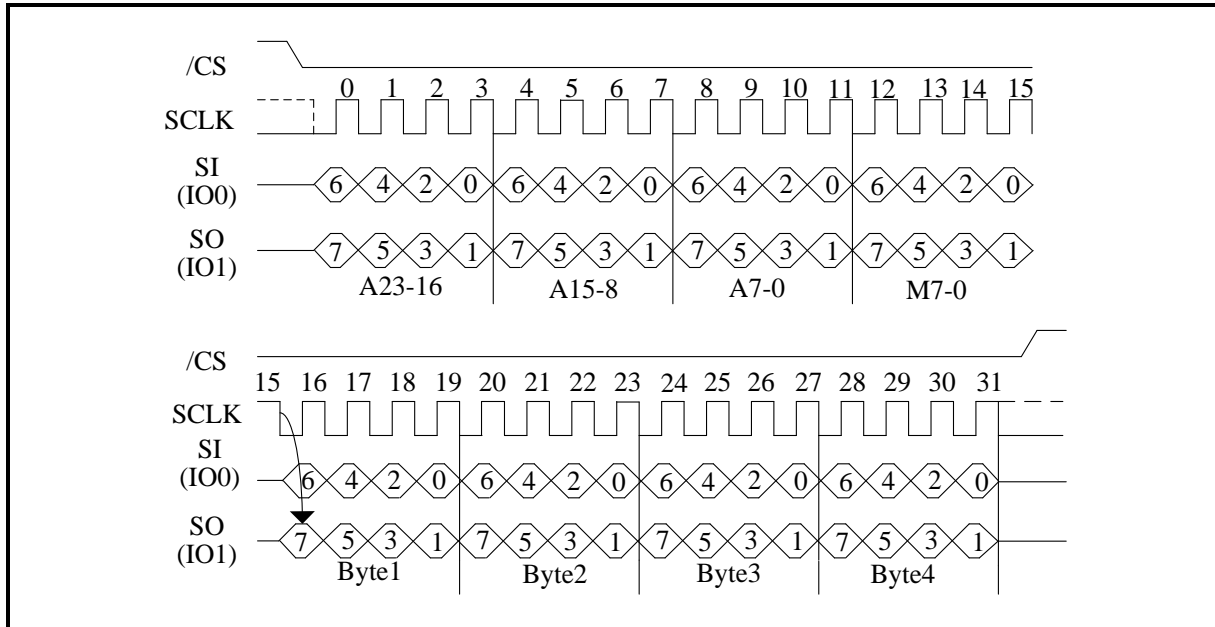 /CS
0 1 2 3 4 5 6 7 8 9 10 11 12 13 14 15
SCLK
SI
(IO0)
6 4 2 0 6 4 2 0 6 4 2 0 6 4 2 0
SO
(IO1)
7 5 3 1 7 5 3 1 7 5 3 1 7 5 3 1
A23-16 A15-8 A7-0 M7-0
/CS
15 16 17 18 19 20 21 22 23 24 25 26 27 28 29 30 31
SCLK
SI
(IO0)
6 4 2 0 6 4 2 0 6 4 2 0 6 4 2 0
SO
(IO1)
7 5 3 1 7 5 3 1 7 5 3 1 7 5 3 1
Byte1 Byte2 Byte3 Byte4